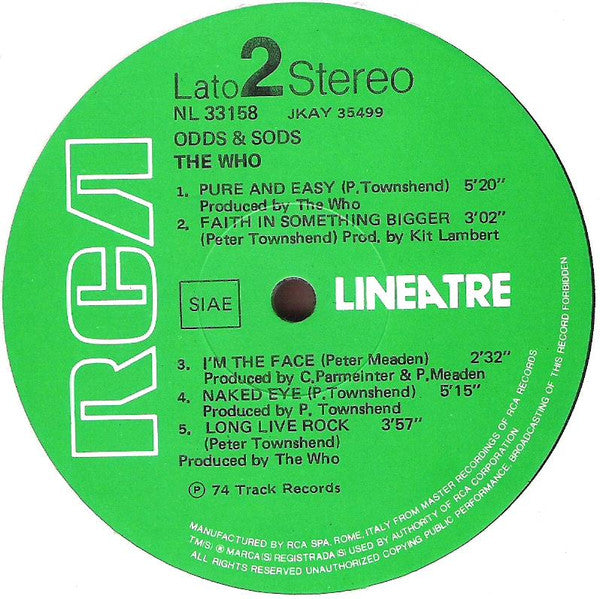 RCA
Lato 2 Stereo
NL 33158 JKAY 35499
ODDS & SODS
THE WHO
1. PURE AND EASY (P. Townshend) 5'20"
Produced by The Who
2. FAITH IN SOMETHING BIGGER 3'02"
(Peter Townshend) Prod. by Kit Lambert
SIAE
LINEATRE
3. I'M THE FACE (Peter Meaden) 2'32"
Produced by C. Parmeinter & P. Meaden
4. NAKED EYE (P. Townshend) 5'15"
Produced by P. Townshend
5. LONG LIVE ROCK 3'57"
(Peter Townshend)
Produced by The Who
Ⓟ 74 Track Records
MANUFACTURED BY RCA SPA, ROME, ITALY FROM MASTER RECORDINGS OF RCA RECORDS
TM(S) ® MARCA(S) REGISTRADA(S) USED BY AUTHORITY OF RCA CORPORATION
ALL RIGHTS RESERVED UNAUTHORIZED COPYING PUBLIC PERFORMANCE BROADCASTING OF THIS RECORD FORBIDDEN